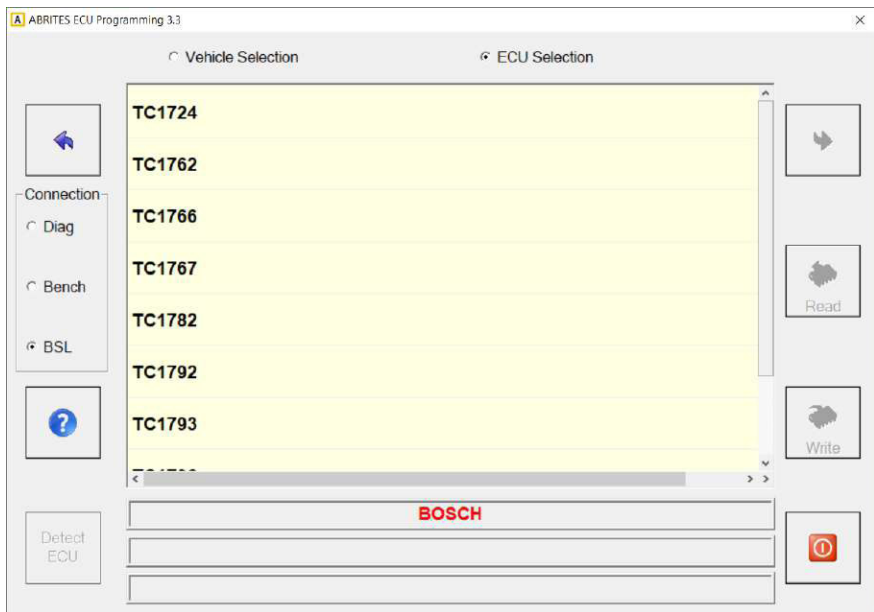 A ABRITES ECU Programming 3.3
Vehicle Selection
ECU Selection
TC1724
TC1762
TC1766
TC1767
TC1782
TC1792
TC1793
Connection
Diag
Bench
BSL
?
Read
Write
Detect
ECU
BOSCH